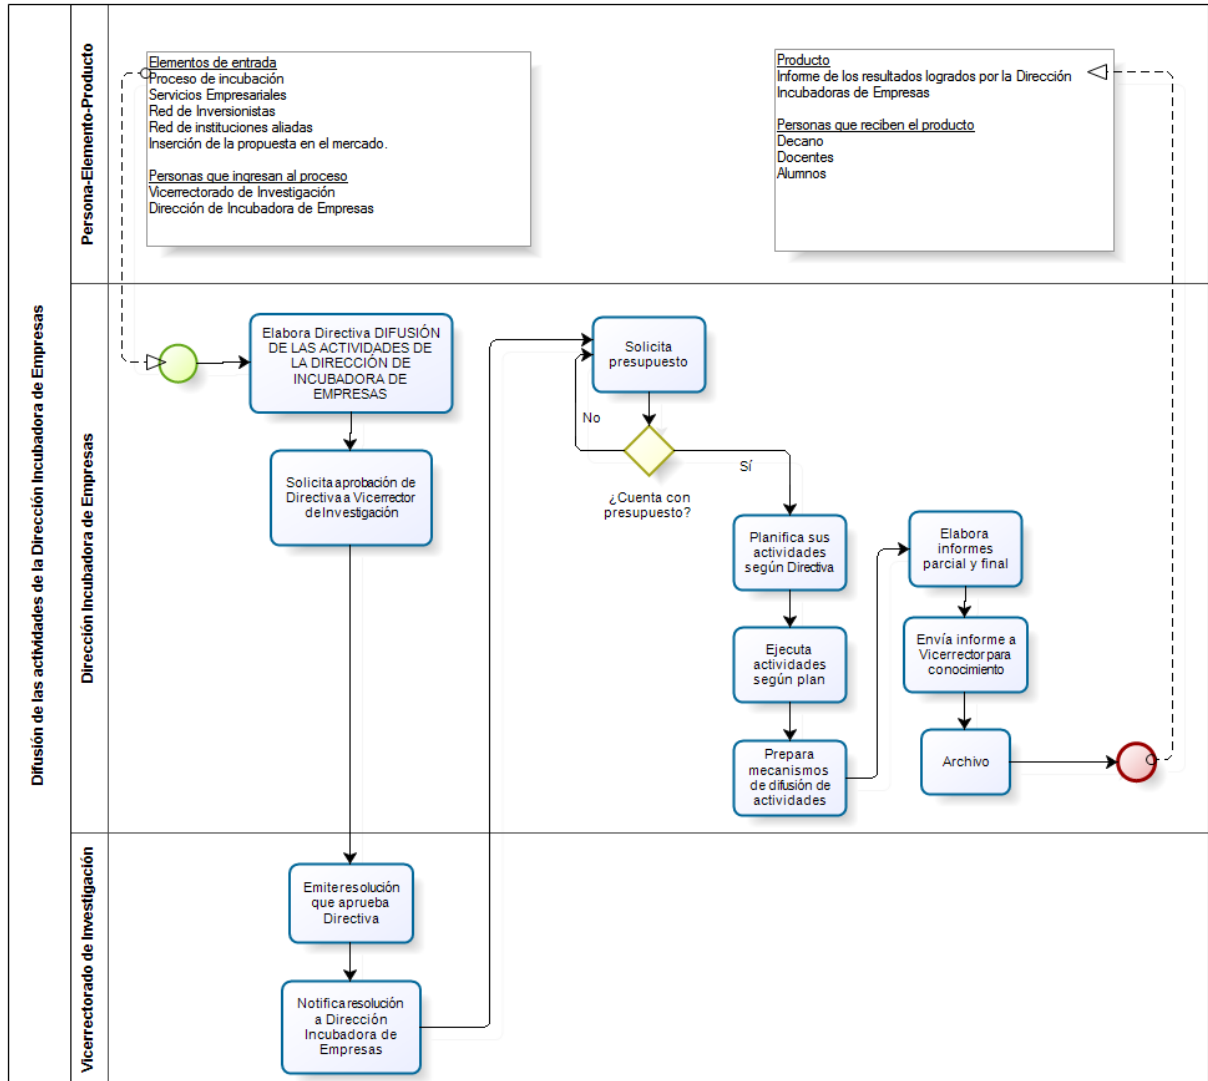 Difusión de las actividades de la Dirección Incubadora de Empresas
Persona-Elemento-Producto
Elementos de entrada
Proceso de incubación
Servicios Empresariales
Red de Inversionistas
Red de instituciones aliadas
Inserción de la propuesta en el mercado.
Personas que ingresan al proceso
Vicerrectorado de Investigación
Dirección de Incubadora de Empresas
Producto
Informe de los resultados logrados por la Dirección
Incubadoras de Empresas
Personas que reciben el producto
Decano
Docentes
Alumnos
Dirección Incubadora de Empresas
Elabora Directiva DIFUSIÓN
DE LAS ACTIVIDADES DE
LA DIRECCIÓN DE
INCUBADORA DE
EMPRESAS
Solicita aprobación de
Directiva a Vicerrector
de Investigación
Solicita
presupuesto
No
Sí
¿Cuenta con
presupuesto?
Planifica sus
actividades
según Directiva
Ejecuta
actividades
según plan
Prepara
mecanismos
de difusión de
actividades
Elabora
informes
parcial y final
Envía informe a
Vicerrector para
conocimiento
Archivo
Vicerrectorado de Investigación
Emite resolución
que aprueba
Directiva
Notifica resolución
a Dirección
Incubadora de
Empresas